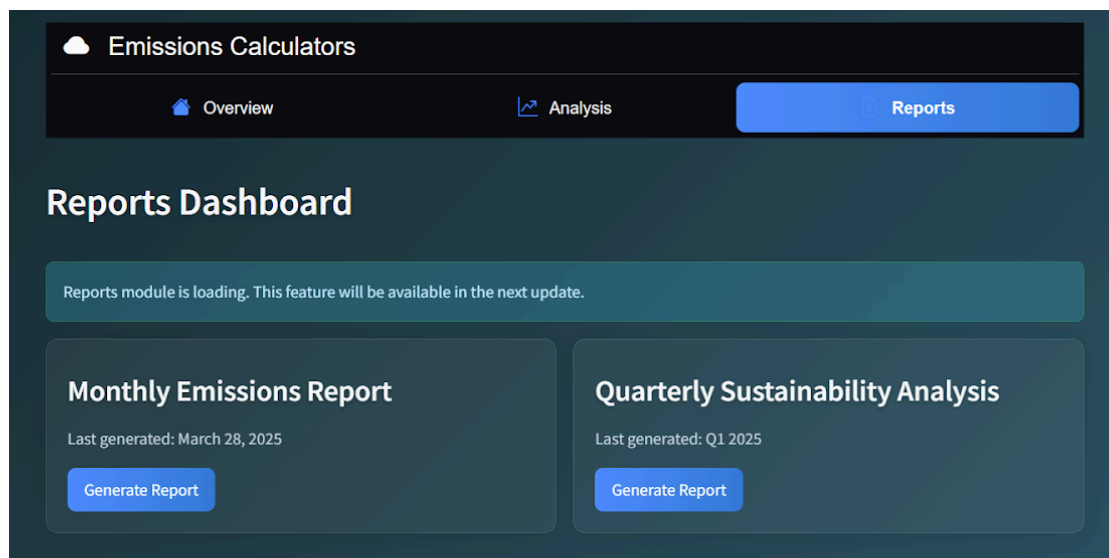 Emissions Calculators
Overview
Analysis
Reports
Reports Dashboard
Reports module is loading. This feature will be available in the next update.
Monthly Emissions Report
Last generated: March 28, 2025
Generate Report
Quarterly Sustainability Analysis
Last generated: Q1 2025
Generate Report